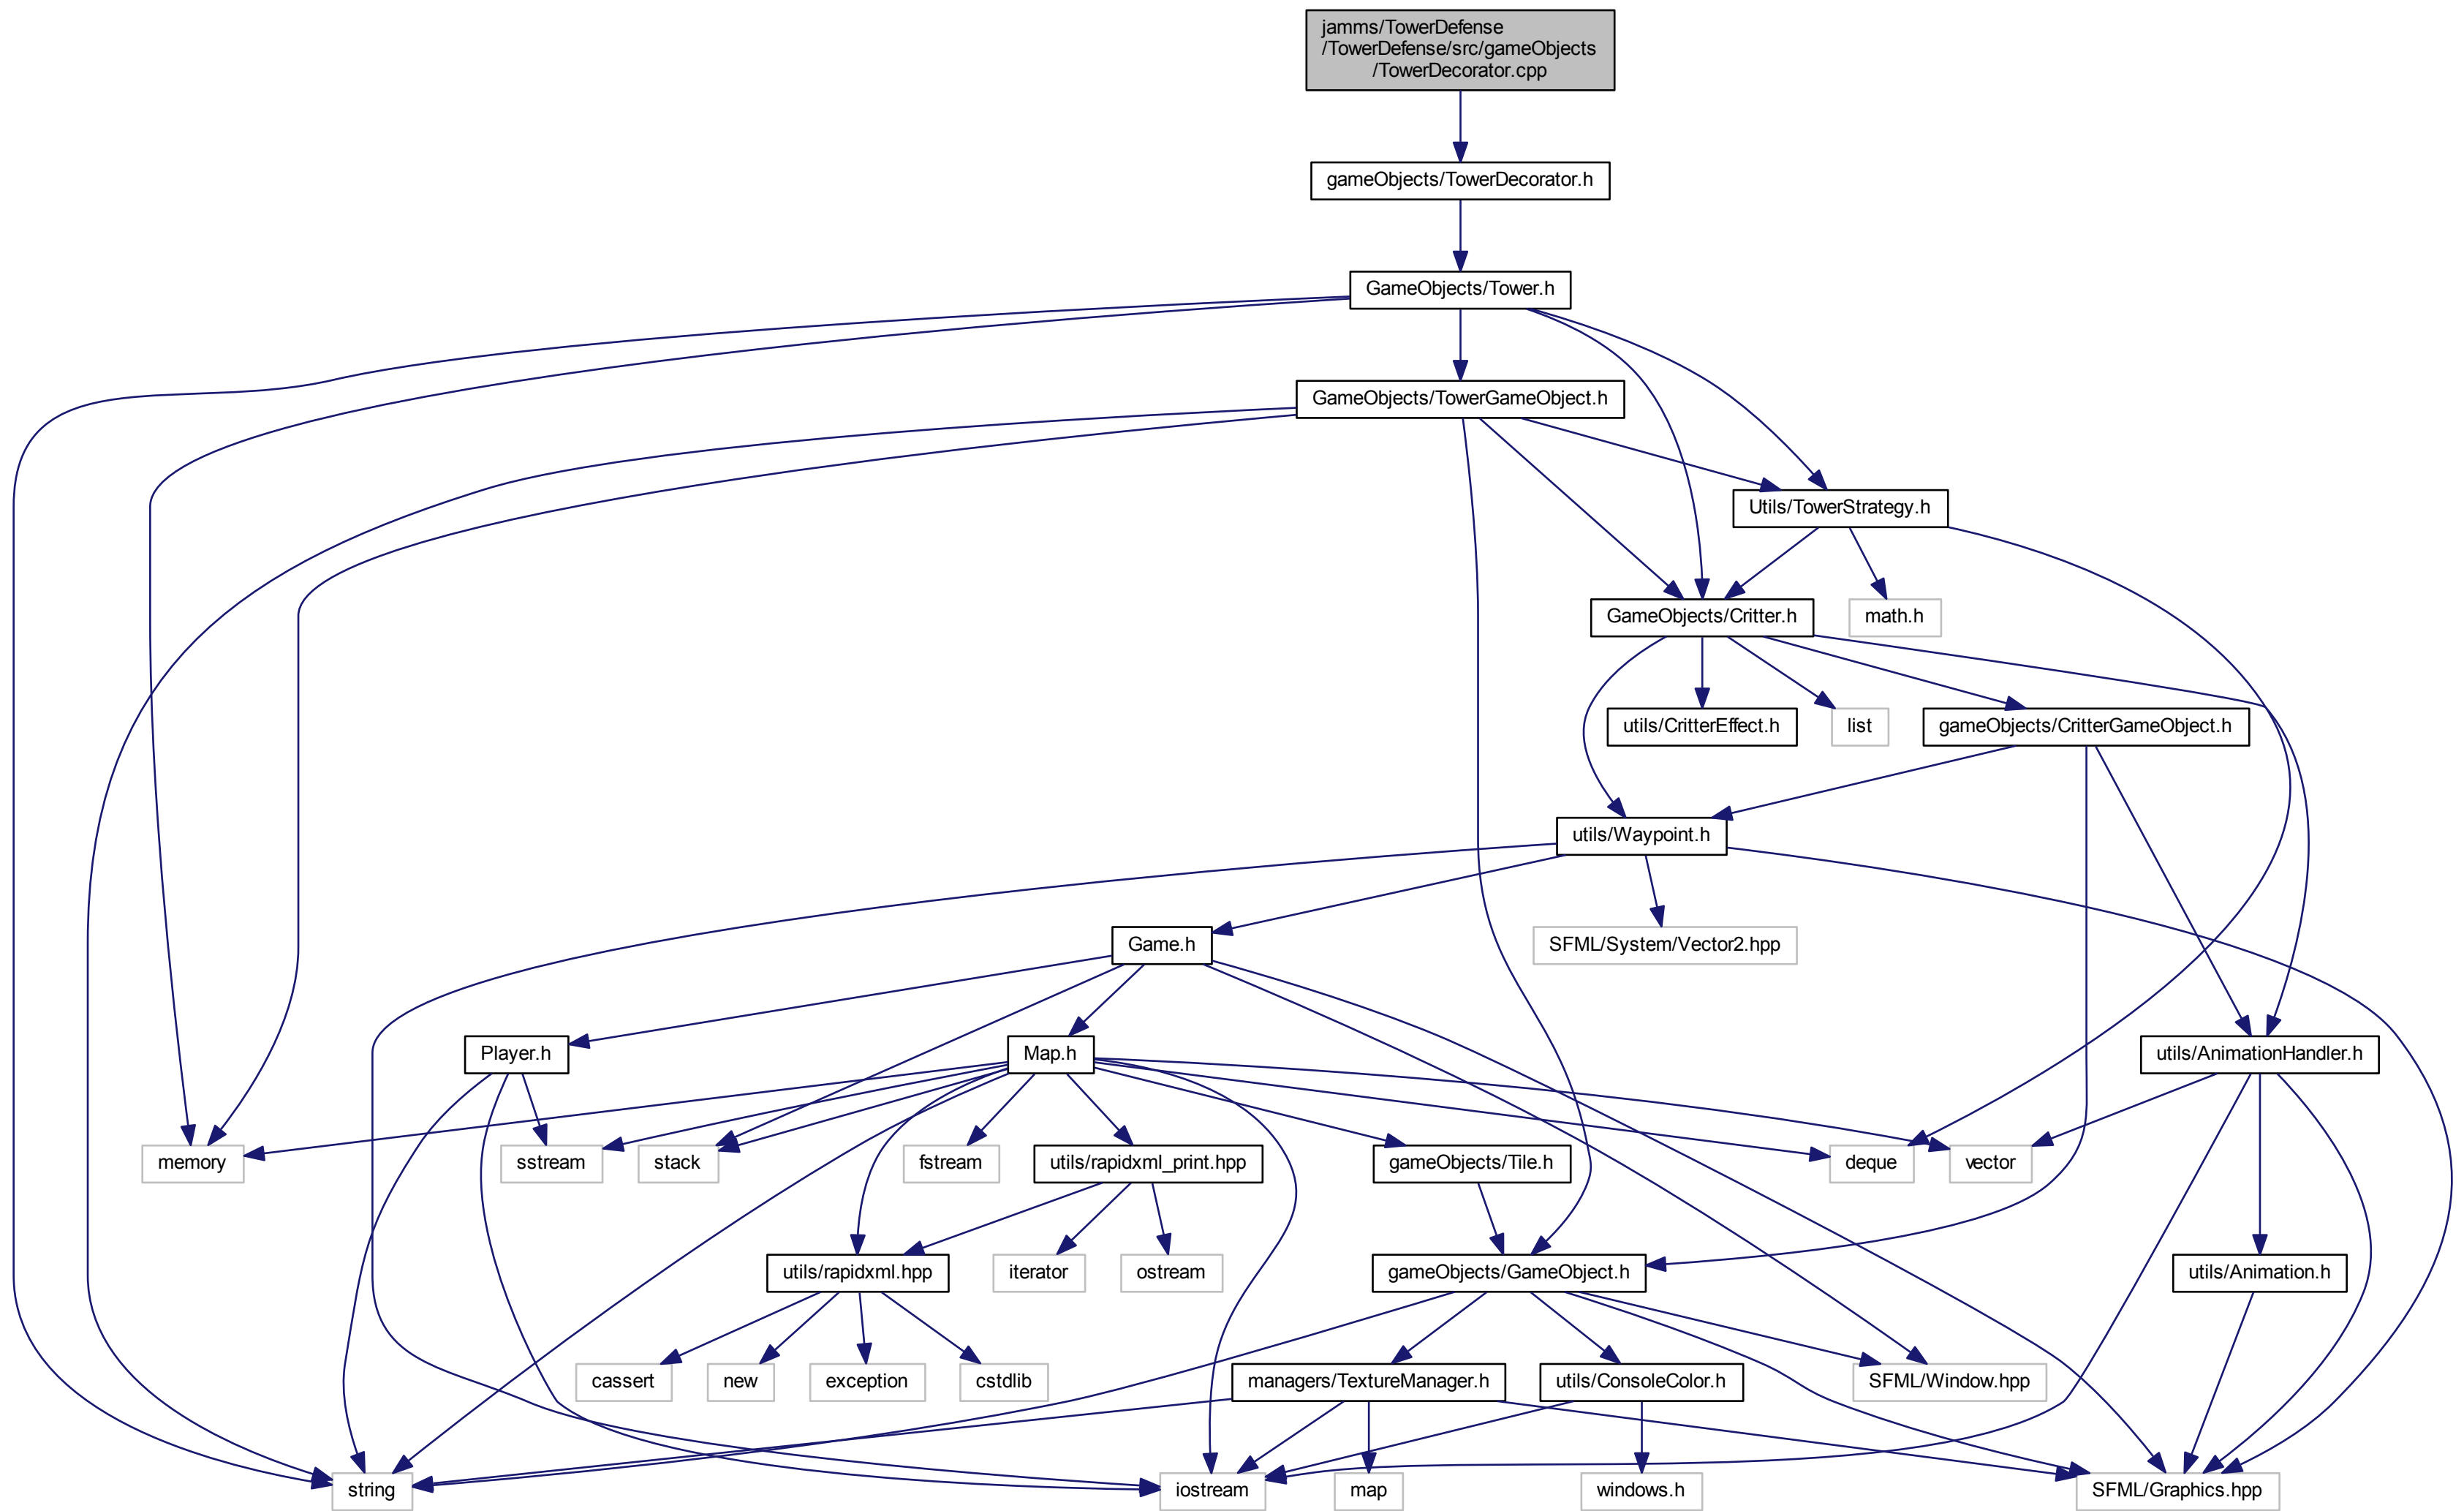 jamms/TowerDefense
/TowerDefense/src/gameObjects
/TowerDecorator.cpp
gameObjects/TowerDecorator.h
GameObjects/Tower.h
GameObjects/TowerGameObject.h
Utils/TowerStrategy.h
GameObjects/Critter.h
math.h
utils/CritterEffect.h
list
gameObjects/CritterGameObject.h
utils/Waypoint.h
Game.h
SFML/System/Vector2.hpp
Player.h
Map.h
utils/AnimationHandler.h
memory
sstream
stack
fstream
utils/rapidxml_print.hpp
gameObjects/Tile.h
deque
vector
utils/rapidxml.hpp
iterator
ostream
gameObjects/GameObject.h
utils/Animation.h
cassert
new
exception
cstdlib
managers/TextureManager.h
utils/ConsoleColor.h
SFML/Window.hpp
string
iostream
map
windows.h
SFML/Graphics.hpp